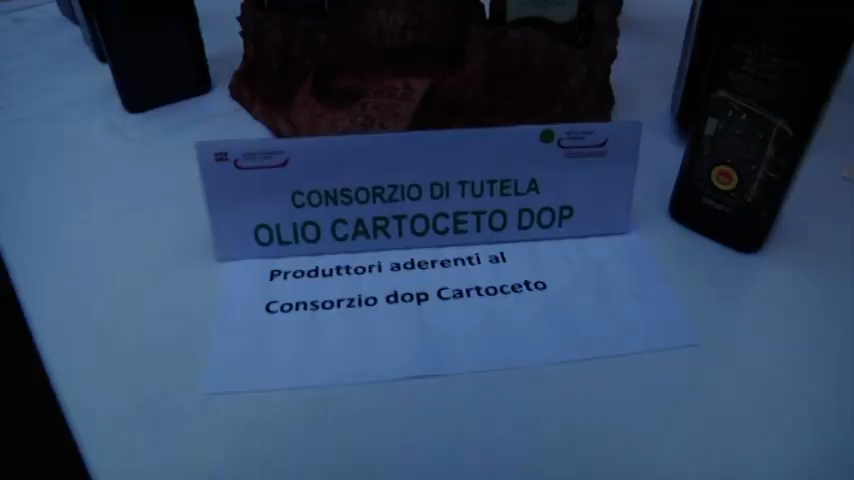 CONSORZIO DI TUTELA
OLIO CARTOCETO DOP
Produttori aderenti al
Consorzio dop Cartoceto